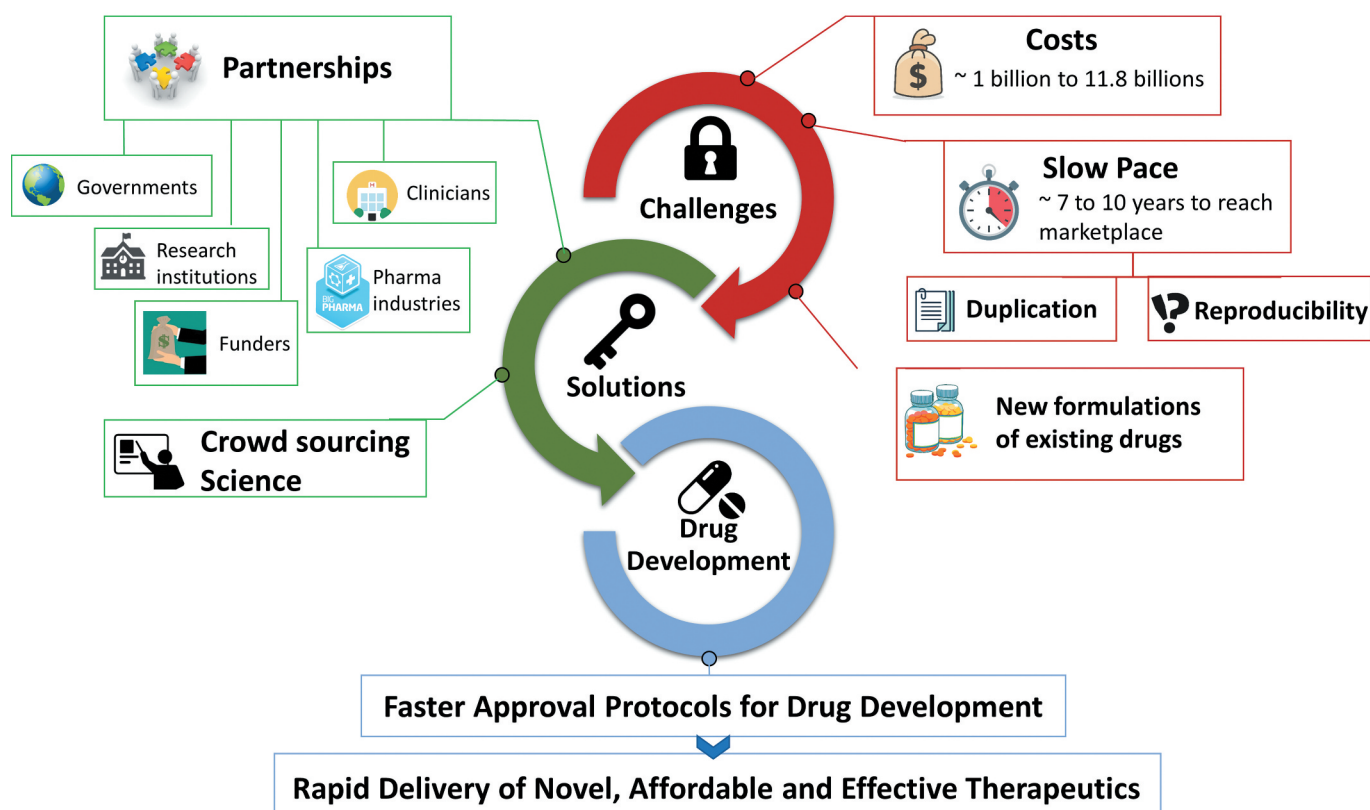 Partnerships
Governments
Clinicians
Research
institutions
BIG
PHARMA
Pharma
industries
$
Funders
Crowd sourcing
Science
H
Challenges
Solutions
Drug
Development
$
Costs
~ 1 billion to 11.8 billions
Slow Pace
~ 7 to 10 years to reach
marketplace
Duplication
!?
Reproducibility
New formulations
of existing drugs
Faster Approval Protocols for Drug Development
Rapid Delivery of Novel, Affordable and Effective Therapeutics